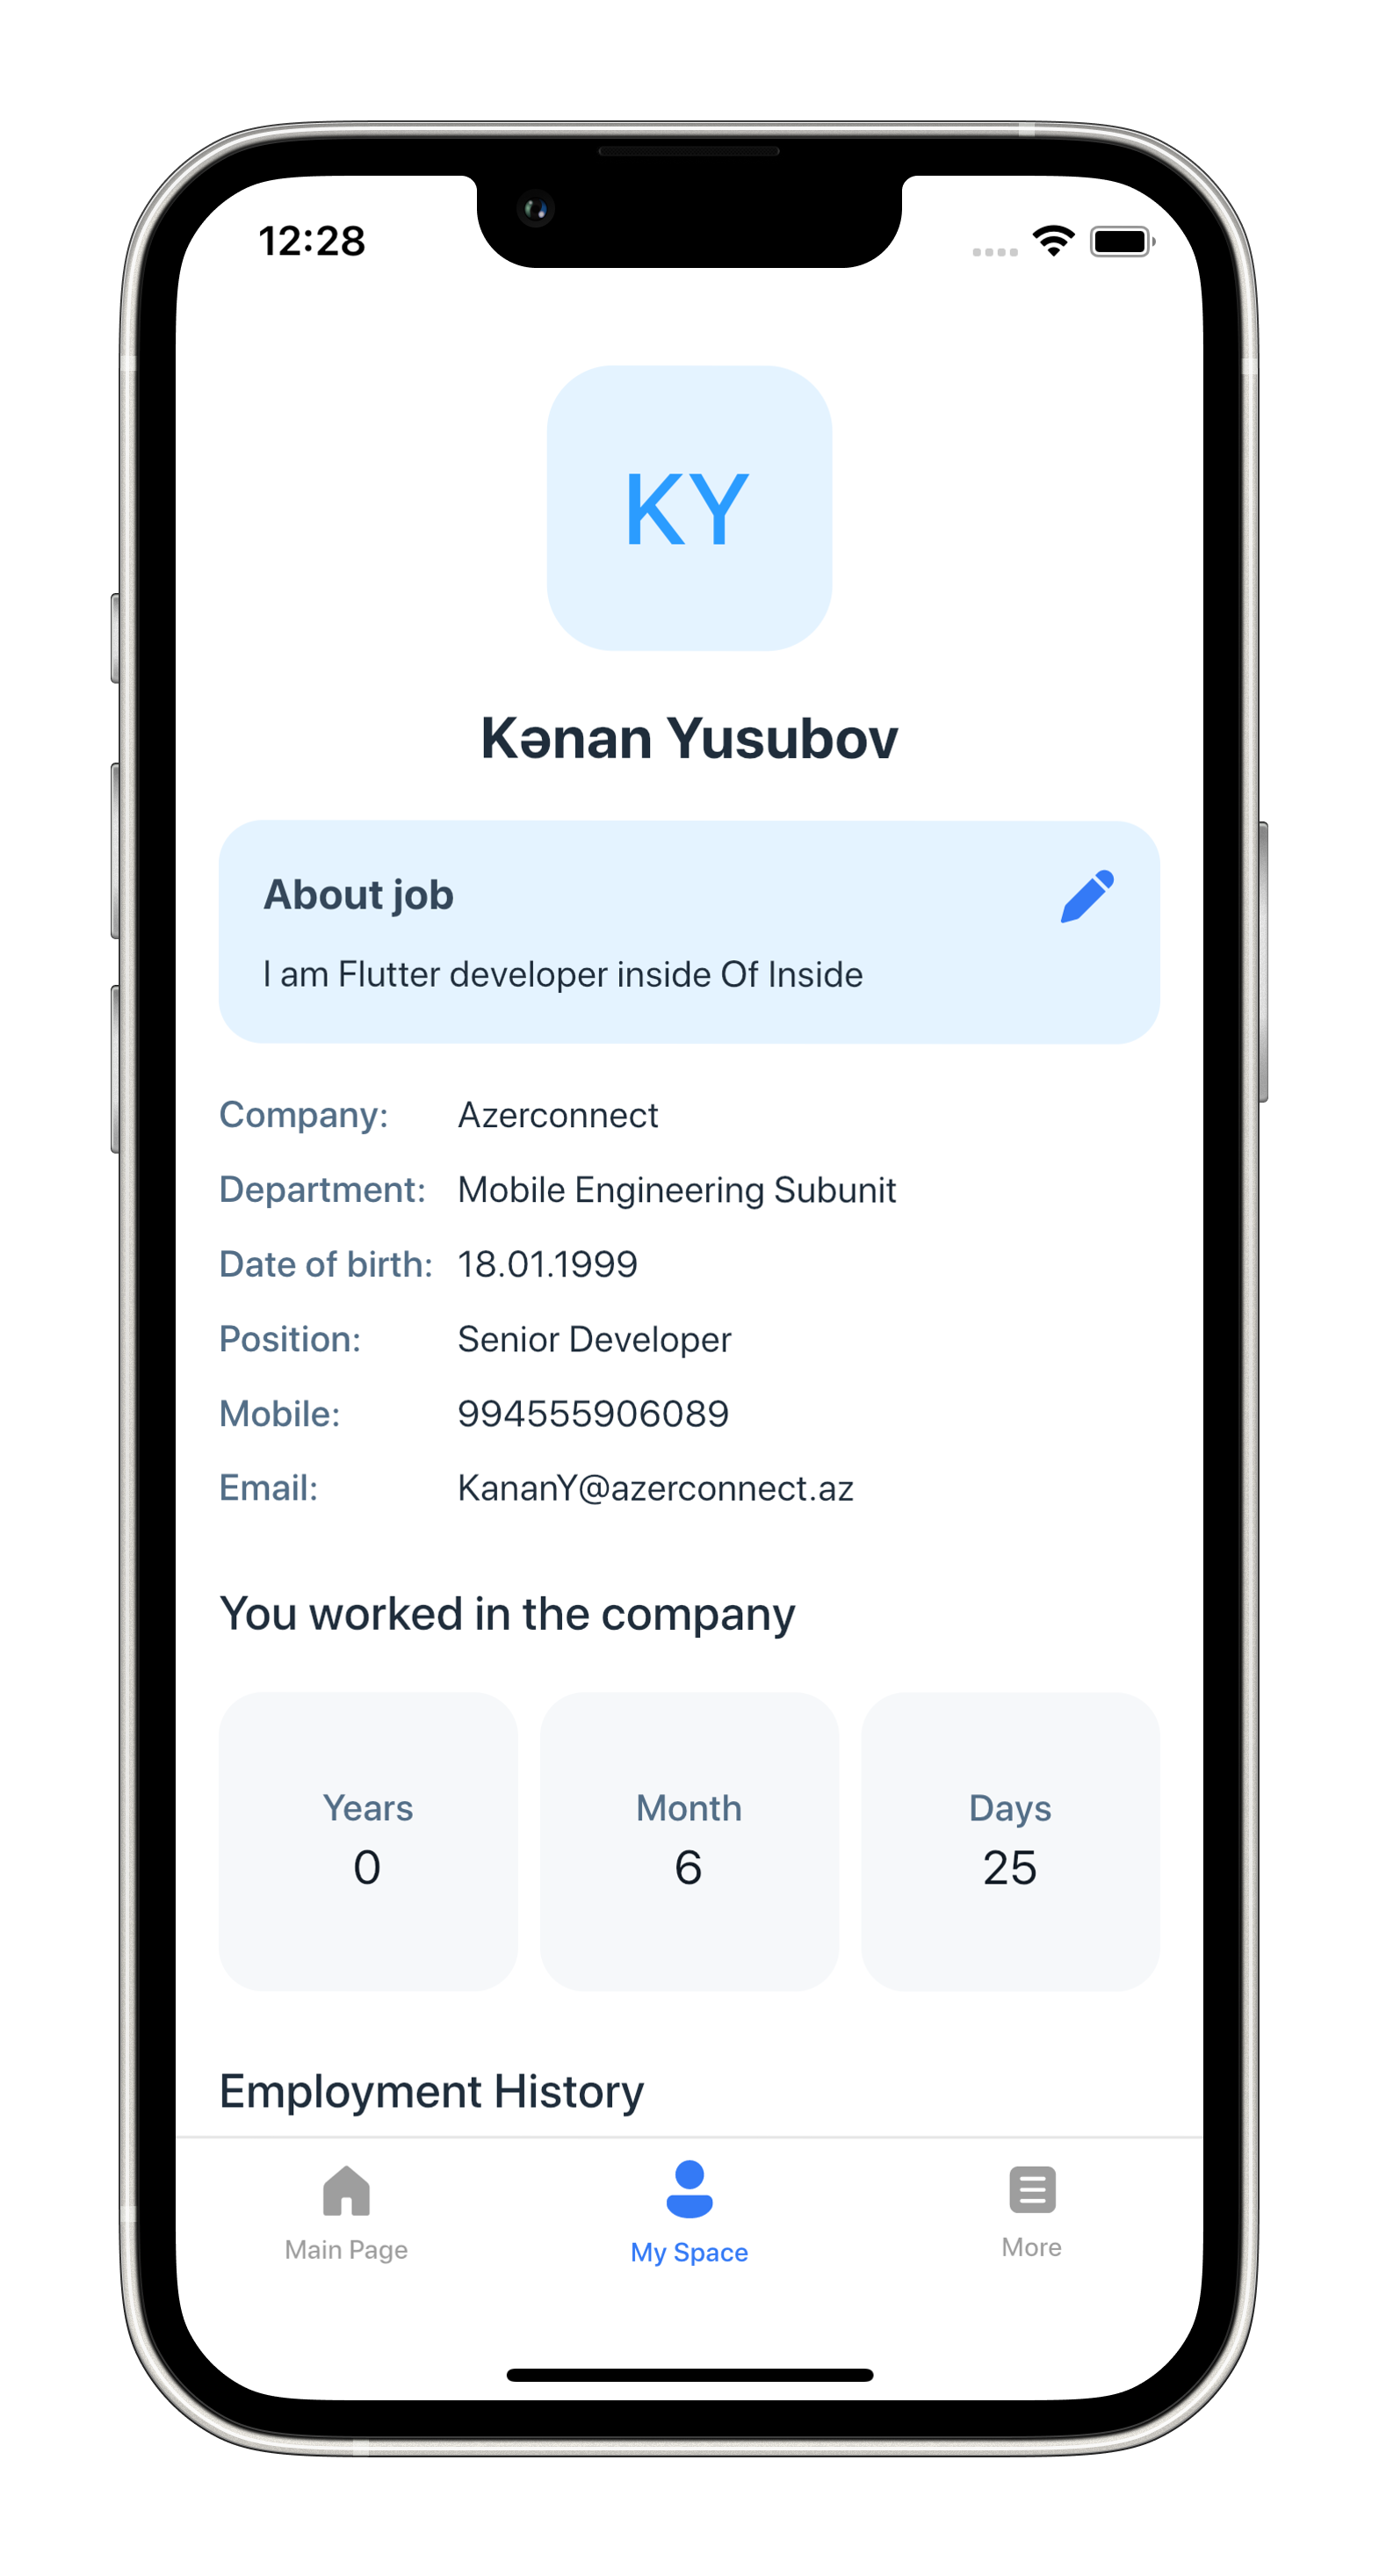 12:28
KY
Kənan Yusubov
About job
I am Flutter developer inside Of Inside
Company: Azerconnect
Department: Mobile Engineering Subunit
Date of birth: 18.01.1999
Position: Senior Developer
Mobile: 994555906089
Email: KananY@azerconnect.az
You worked in the company
Years Month Days
0 6 25
Employment History
Main Page My Space More